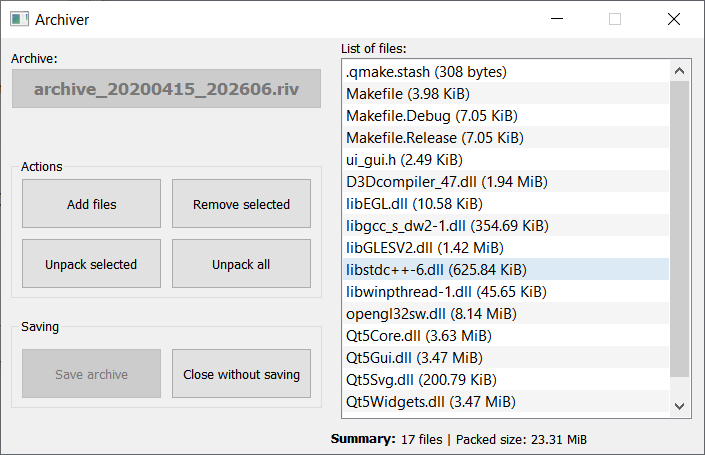 Archiver
Archive:
archive_20200415_202606.riv
Actions
Add files
Remove selected
Unpack selected
Unpack all
Saving
Save archive
Close without saving
List of files:
.qmake.stash (308 bytes)
Makefile (3.98 KiB)
Makefile.Debug (7.05 KiB)
Makefile.Release (7.05 KiB)
ui_gui.h (2.49 KiB)
D3Dcompiler_47.dll (1.94 MiB)
libEGL.dll (10.58 KiB)
libgcc_s_dw2-1.dll (354.69 KiB)
libGLESV2.dll (1.42 MiB)
libstdc++-6.dll (625.84 KiB)
libwinpthread-1.dll (45.65 KiB)
opengl32sw.dll (8.14 MiB)
Qt5Core.dll (3.63 MiB)
Qt5Gui.dll (3.47 MiB)
Qt5Svg.dll (200.79 KiB)
Qt5Widgets.dll (3.47 MiB)
Summary: 17 files | Packed size: 23.31 MiB